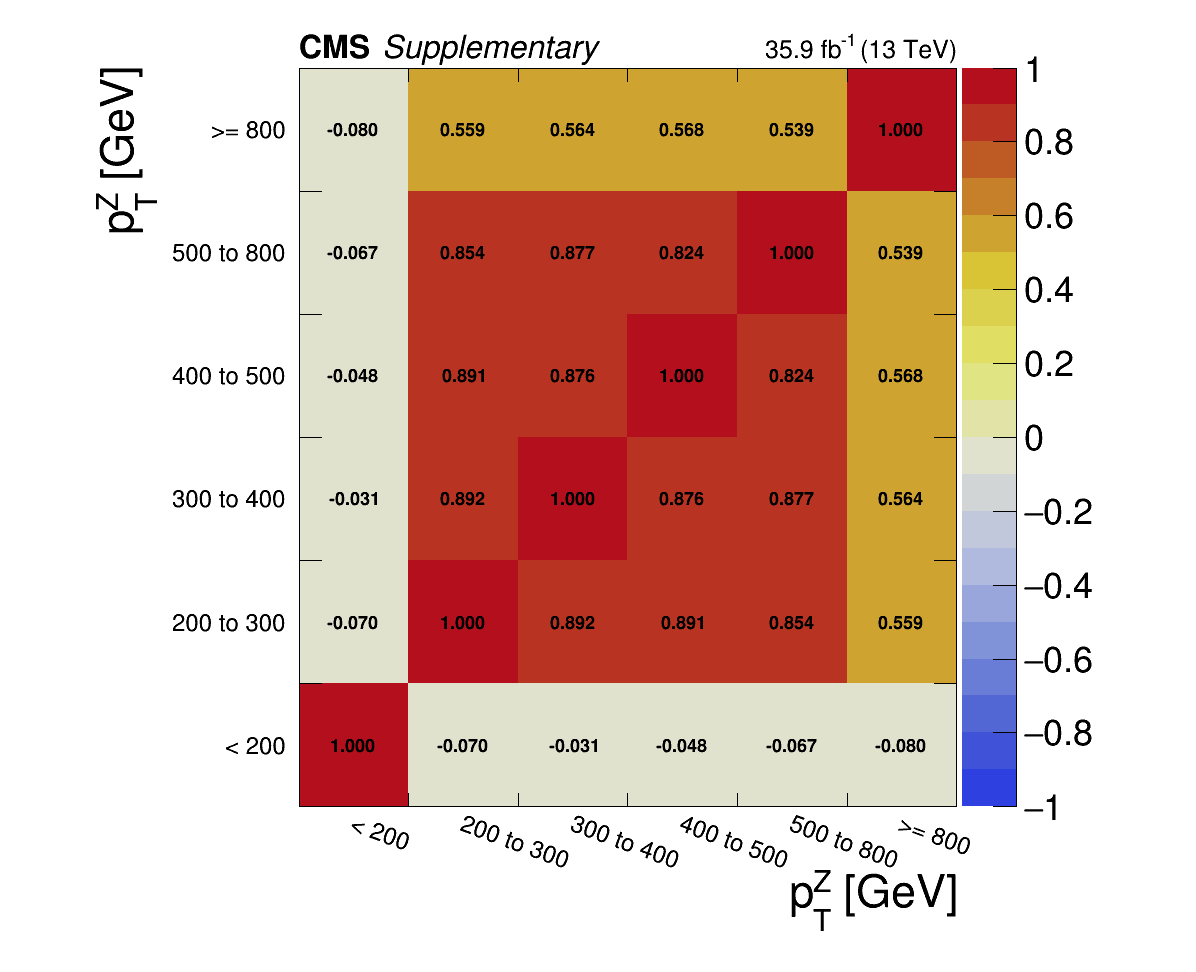 CMS Supplementary 35.9 fb-1 (13 TeV)
pTZ [GeV]
>= 800 -0.080 0.559 0.564 0.568 0.539 1.000
500 to 800 -0.067 0.854 0.877 0.824 1.000 0.539
400 to 500 -0.048 0.891 0.876 1.000 0.824 0.568
300 to 400 -0.031 0.892 1.000 0.876 0.877 0.564
200 to 300 -0.070 1.000 0.892 0.891 0.854 0.559
< 200 1.000 -0.070 -0.031 -0.048 -0.067 -0.080
< 200 200 to 300 300 to 400 400 to 500 500 to 800 >= 800
pTZ [GeV]
1
0.8
0.6
0.4
0.2
0
−0.2
−0.4
−0.6
−0.8
−1